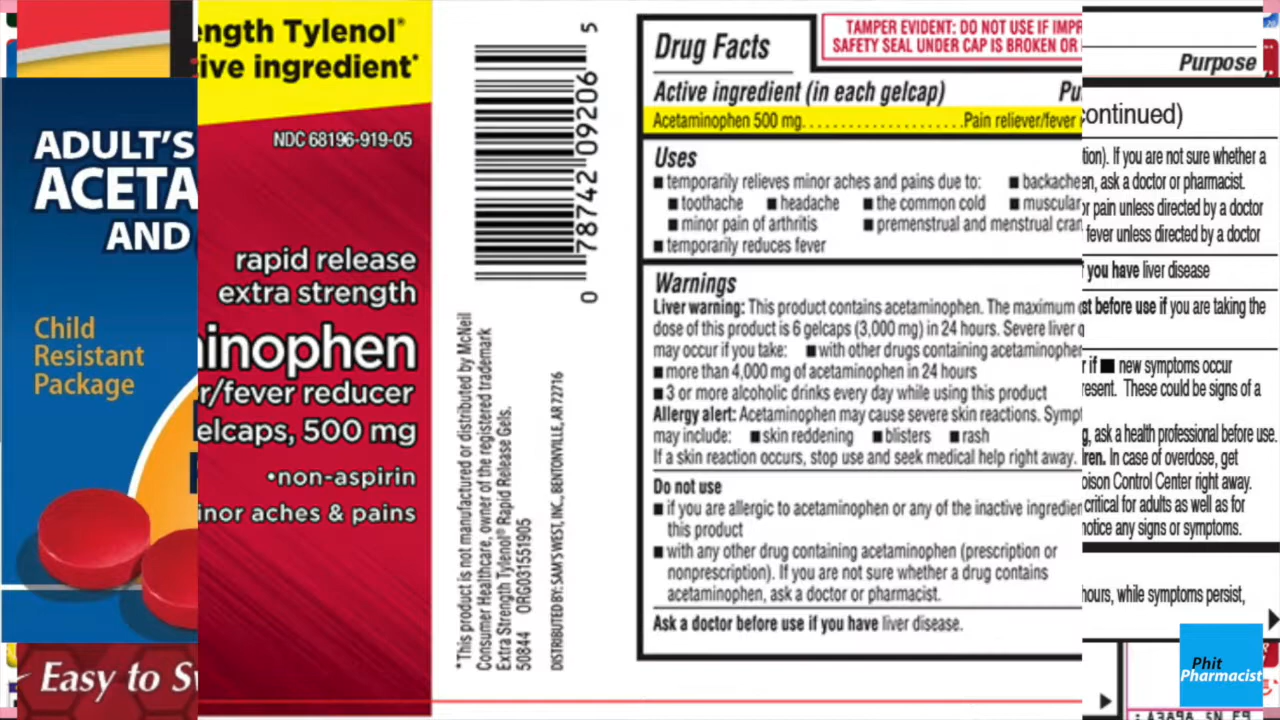 ADULT'S
ACETA
AND
Child
Resistant
Package
Easy to S
ength Tylenol®
ive ingredient*
NDC 68196-919-05
rapid release
extra strength
inophen
r/fever reducer
elcaps, 500 mg
•non-aspirin
inor aches & pains
0 78742 09206 5
*This product is not manufactured or distributed by McNeil
Consumer Healthcare, owner of the registered trademark
Extra Strength Tylenol® Rapid Release Gels.
50844 ORG031551905
DISTRIBUTED BY: SAM'S WEST, INC., BENTONVILLE, AR 72716
TAMPER EVIDENT: DO NOT USE IF IMPR
SAFETY SEAL UNDER CAP IS BROKEN OR
Drug Facts
Active ingredient (in each gelcap) Pu
Acetaminophen 500 mg. . . . . . . . . . . . . . . . . . . . . .Pain reliever/fever
Uses
■ temporarily relieves minor aches and pains due to: ■ backache
■ toothache ■ headache ■ the common cold ■ muscular
■ minor pain of arthritis ■ premenstrual and menstrual cram
■ temporarily reduces fever
Warnings
Liver warning: This product contains acetaminophen. The maximum
dose of this product is 6 gelcaps (3,000 mg) in 24 hours. Severe liver
may occur if you take: ■ with other drugs containing acetaminophen
■ more than 4,000 mg of acetaminophen in 24 hours
■ 3 or more alcoholic drinks every day while using this product
Allergy alert: Acetaminophen may cause severe skin reactions. Sympt
may include: ■ skin reddening ■ blisters ■ rash
If a skin reaction occurs, stop use and seek medical help right away.
Do not use
■ if you are allergic to acetaminophen or any of the inactive ingredien
this product
■ with any other drug containing acetaminophen (prescription or
nonprescription). If you are not sure whether a drug contains
acetaminophen, ask a doctor or pharmacist.
Ask a doctor before use if you have liver disease.
Purpose
continued)
tion). If you are not sure whether a
en, ask a doctor or pharmacist.
or pain unless directed by a doctor
fever unless directed by a doctor
f you have liver disease
st before use if you are taking the
r if ■ new symptoms occur
resent. These could be signs of a
g, ask a health professional before use.
ren. In case of overdose, get
oison Control Center right away.
critical for adults as well as for
notice any signs or symptoms.
hours, while symptoms persist,
Phit
Pharmacist